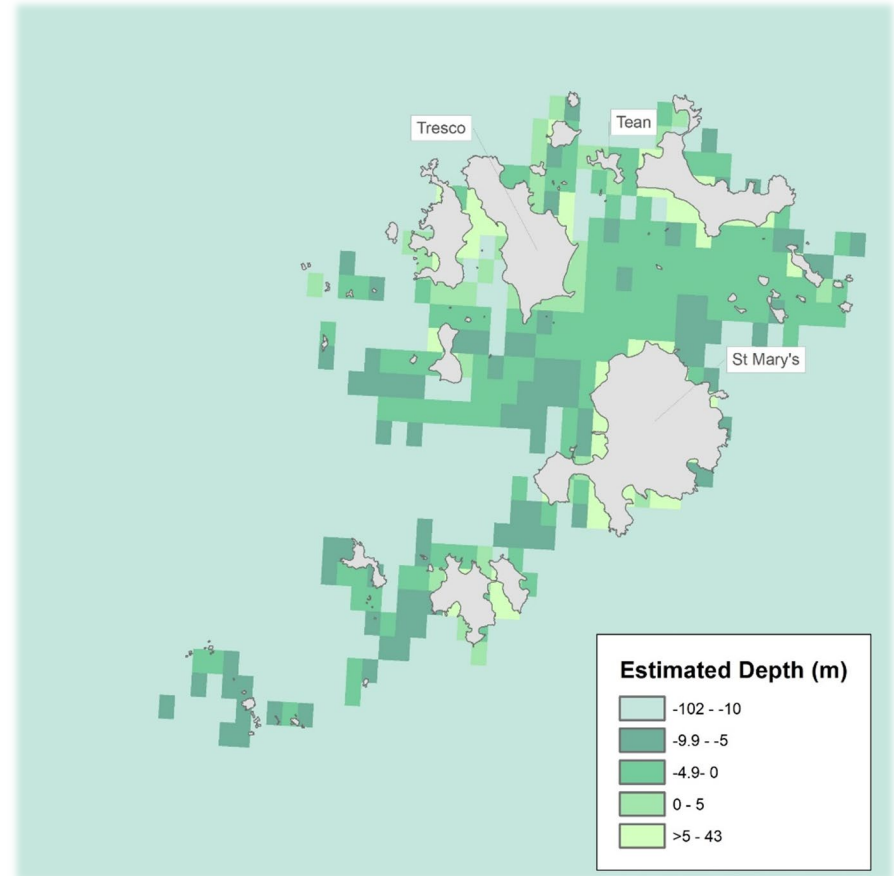 Tresco
Tean
St Mary's
Estimated Depth (m)
-102 - -10
-9.9 - -5
-4.9- 0
0 - 5
>5 - 43